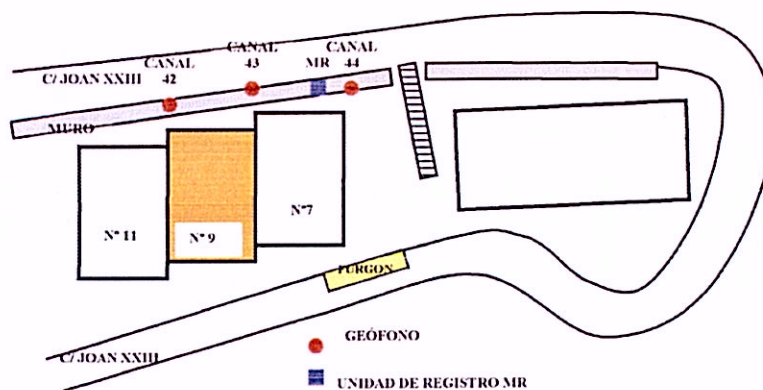 CANAL
43
C/ JOAN XXIII
CANAL
42
MR
CANAL
44
MURO
Nº 11
Nº 9
Nº7
FURGON
C/ JOAN XXIII
GEÓFONO
UNIDAD DE REGISTRO MR